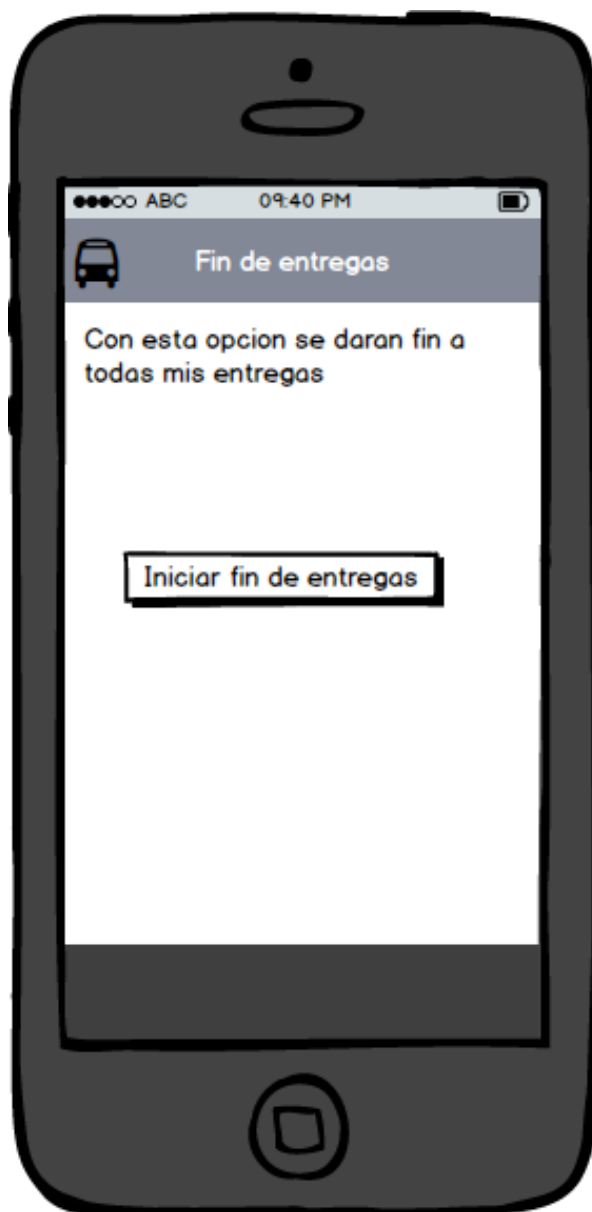 ABC 09:40 PM
Fin de entregas
Con esta opcion se daran fin a
todas mis entregas
Iniciar fin de entregas